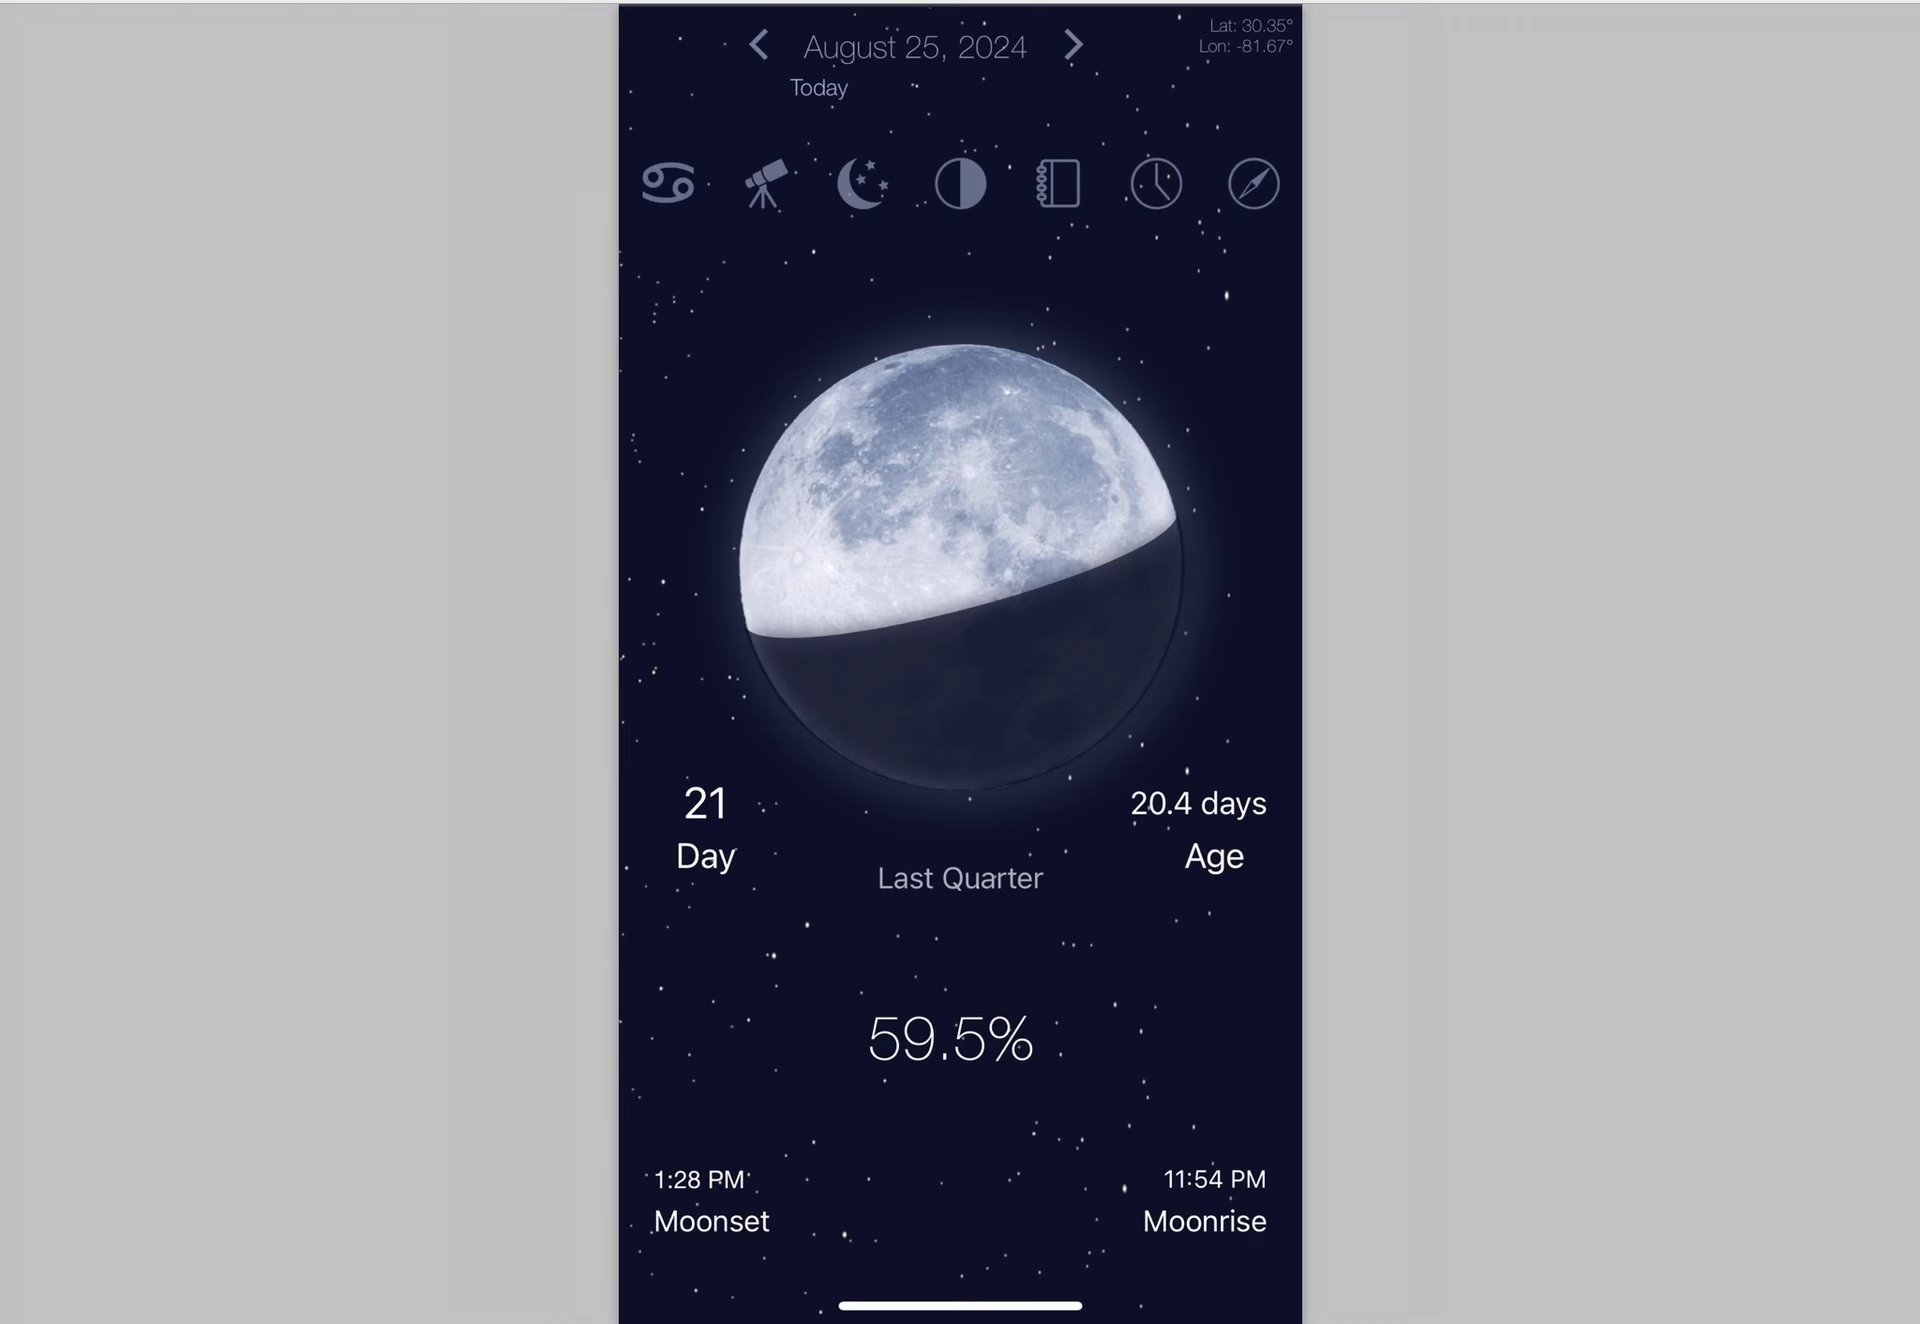 August 25, 2024
Lat: 30.35°
Lon: -81.67°
Today
21
Day
20.4 days
Age
Last Quarter
59.5%
1:28 PM
Moonset
11:54 PM
Moonrise